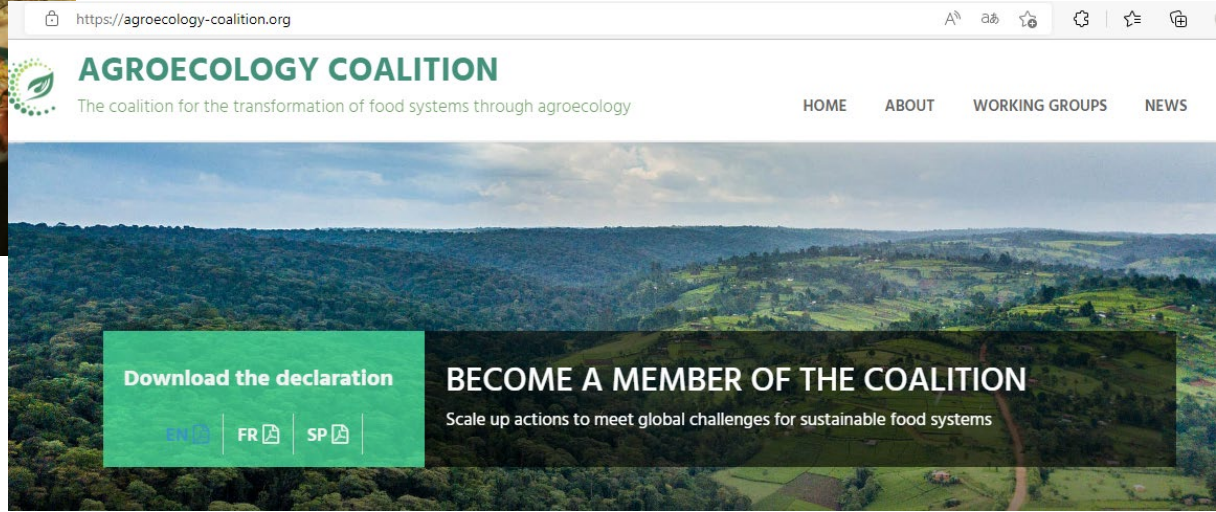 https://agroecology-coalition.org
AGROECOLOGY COALITION
The coalition for the transformation of food systems through agroecology
HOME ABOUT WORKING GROUPS NEWS
Download the declaration
EN FR SP
BECOME A MEMBER OF THE COALITION
Scale up actions to meet global challenges for sustainable food systems